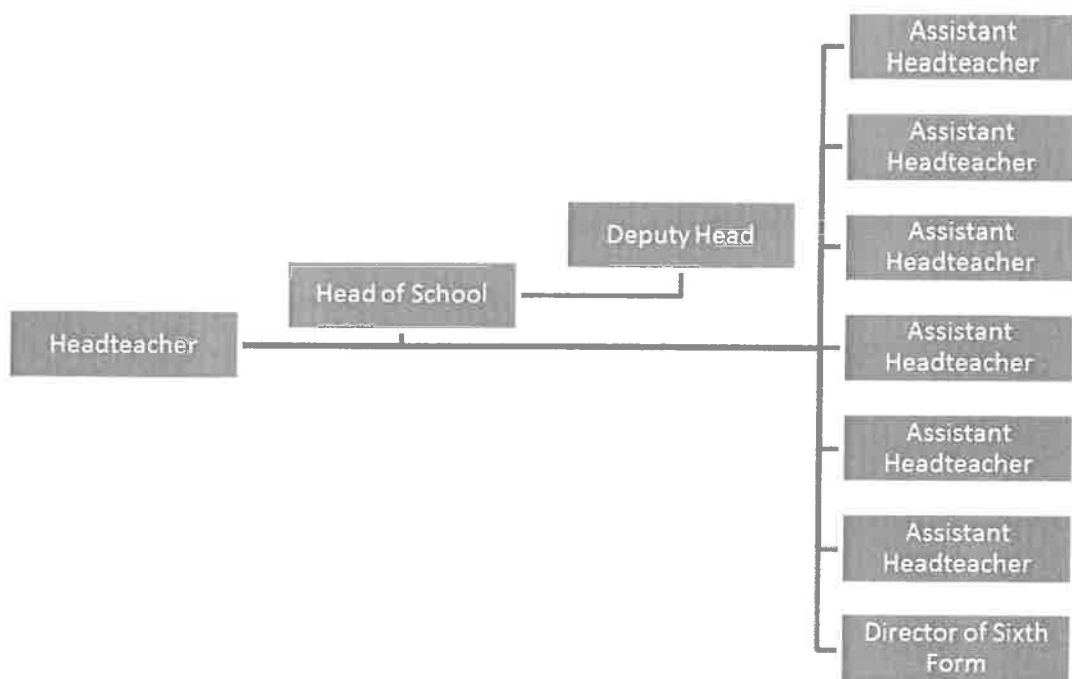 Assistant
Headteacher
Assistant
Headteacher
Deputy Head
Assistant
Headteacher
Head of School
Headteacher
Assistant
Headteacher
Assistant
Headteacher
Assistant
Headteacher
Director of Sixth
Form